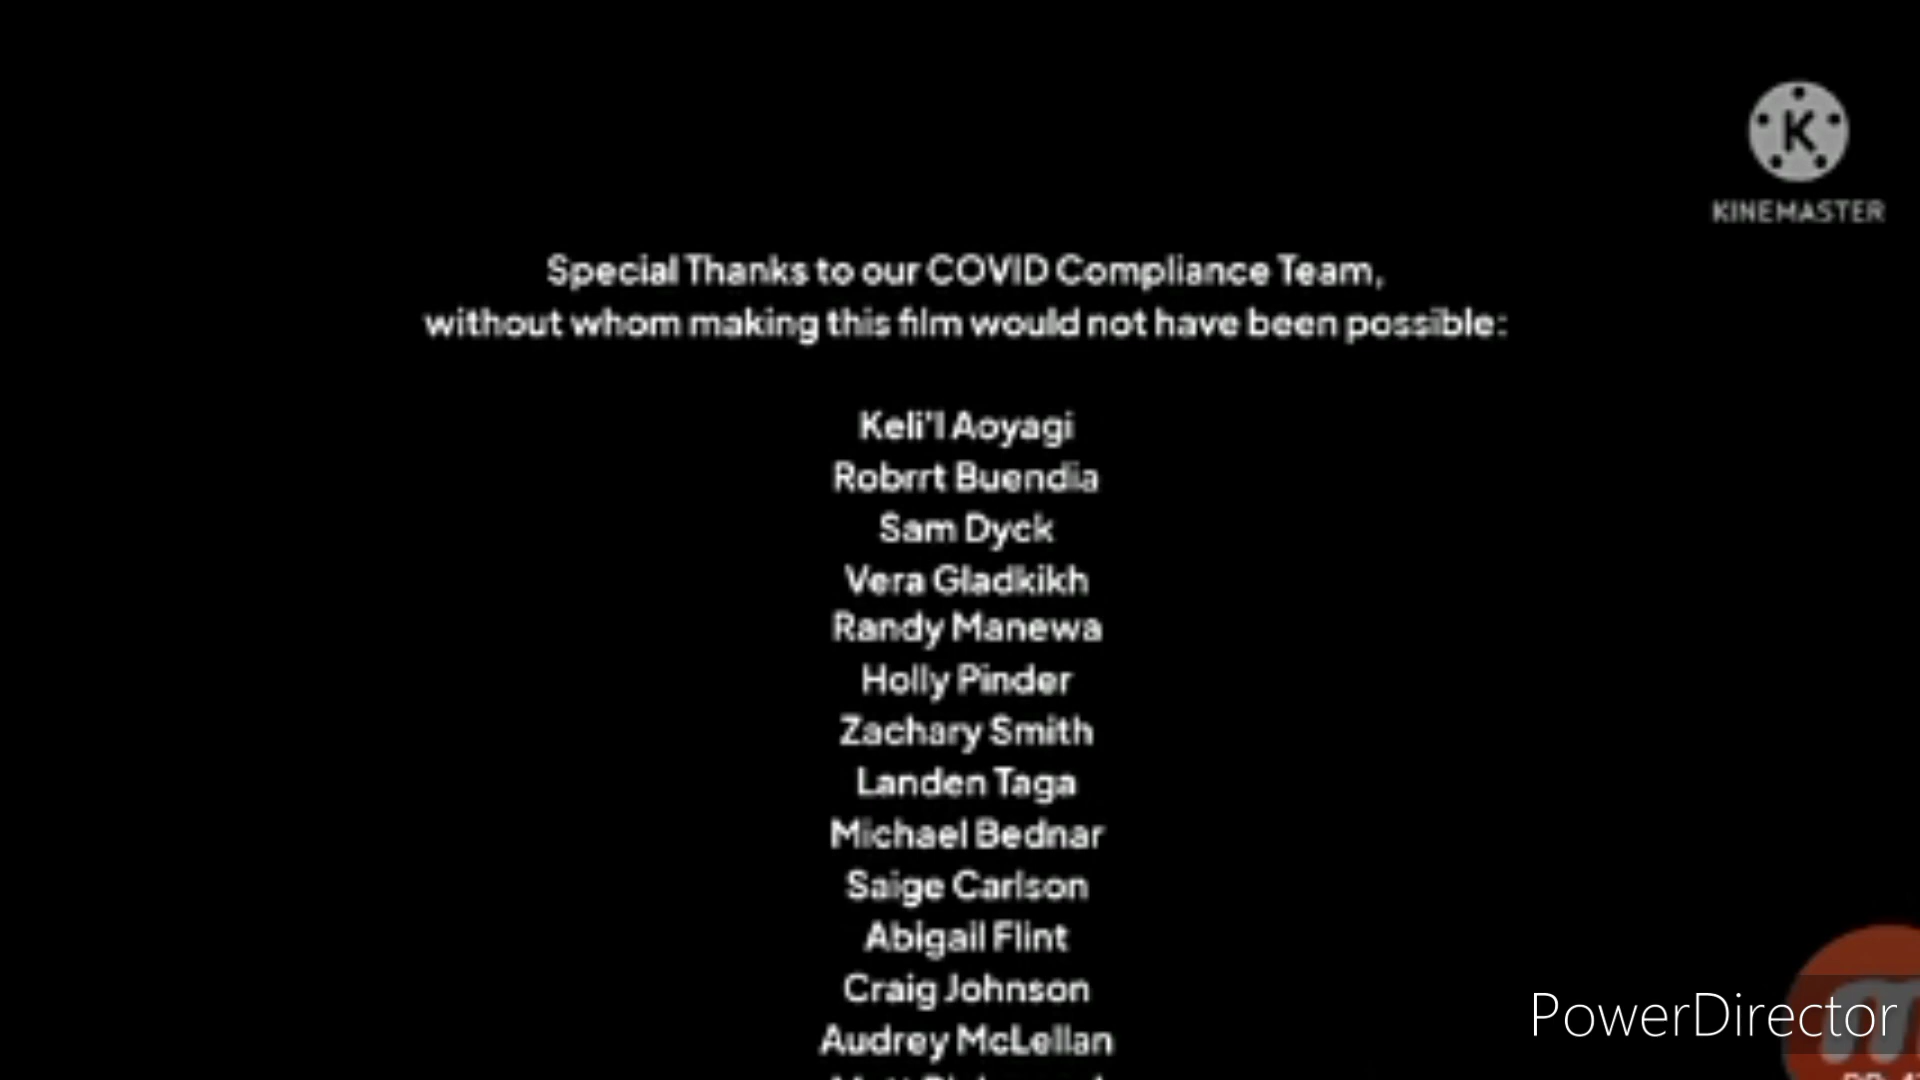 K
KINEMASTER
Special Thanks to our COVID Compliance Team,
without whom making this film would not have been possible:
Keli'l Aoyagi
Robrrt Buendia
Sam Dyck
Vera Gladkikh
Randy Manewa
Holly Pinder
Zachary Smith
Landen Taga
Michael Bednar
Saige Carlson
Abigail Flint
Craig Johnson
Audrey McLellan
PowerDirector